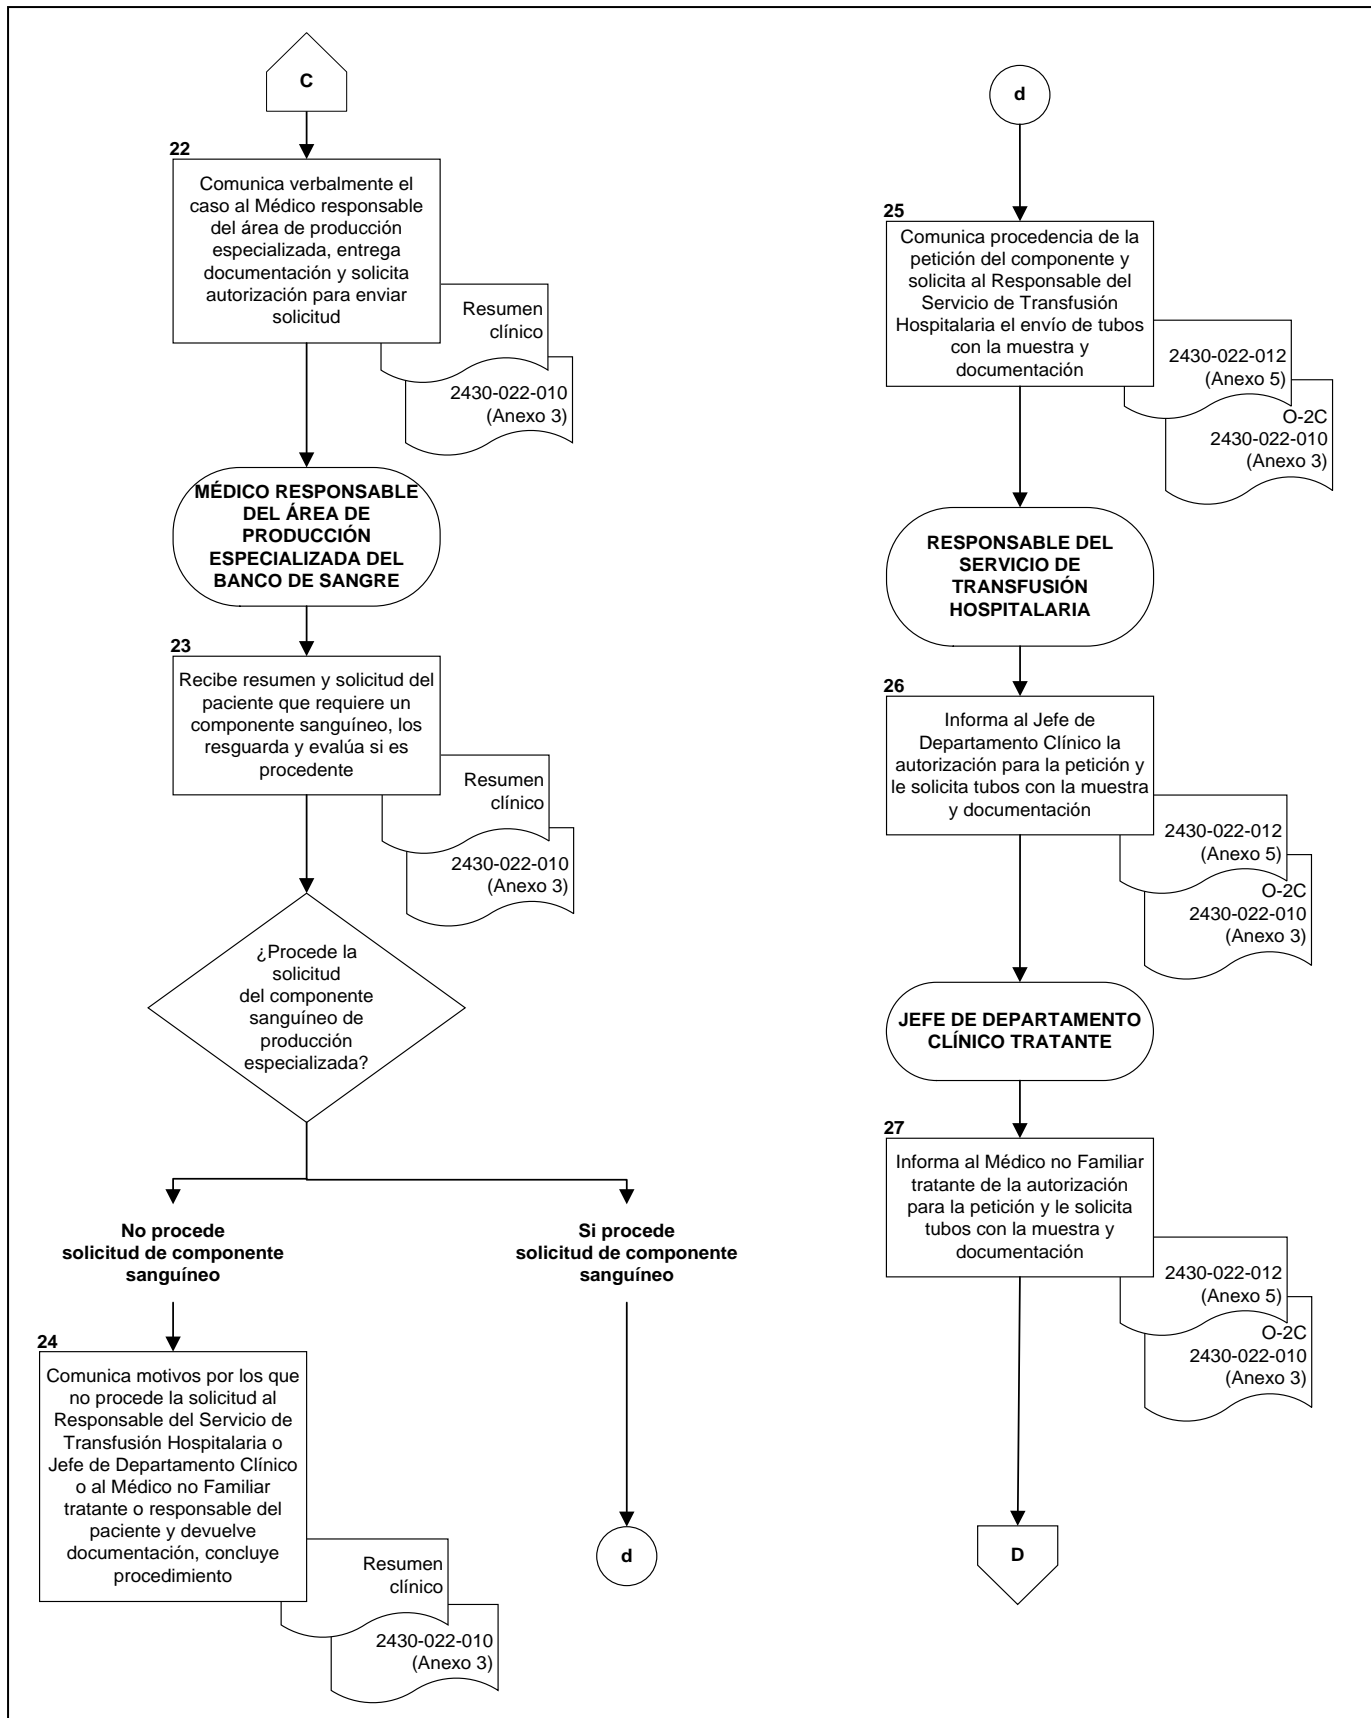 C
22
Comunica verbalmente el
caso al Médico responsable
del área de producción
especializada, entrega
documentación y solicita
autorización para enviar
solicitud
Resumen
clínico
2430-022-010
(Anexo 3)
MÉDICO RESPONSABLE
DEL ÁREA DE
PRODUCCIÓN
ESPECIALIZADA DEL
BANCO DE SANGRE
23
Recibe resumen y solicitud del
paciente que requiere un
componente sanguíneo, los
resguarda y evalúa si es
procedente
Resumen
clínico
2430-022-010
(Anexo 3)
¿Procede la
solicitud
del componente
sanguíneo de
producción
especializada?
No procede
solicitud de componente
sanguíneo
Si procede
solicitud de componente
sanguíneo
24
Comunica motivos por los que
no procede la solicitud al
Responsable del Servicio de
Transfusión Hospitalaria o
Jefe de Departamento Clínico
o al Médico no Familiar
tratante o responsable del
paciente y devuelve
documentación, concluye
procedimiento
Resumen
clínico
2430-022-010
(Anexo 3)
d
d
25
Comunica procedencia de la
petición del componente y
solicita al Responsable del
Servicio de Transfusión
Hospitalaria el envío de tubos
con la muestra y
documentación
2430-022-012
(Anexo 5)
O-2C
2430-022-010
(Anexo 3)
RESPONSABLE DEL
SERVICIO DE
TRANSFUSIÓN
HOSPITALARIA
26
Informa al Jefe de
Departamento Clínico la
autorización para la petición y
le solicita tubos con la muestra
y documentación
2430-022-012
(Anexo 5)
O-2C
2430-022-010
(Anexo 3)
JEFE DE DEPARTAMENTO
CLÍNICO TRATANTE
27
Informa al Médico no Familiar
tratante de la autorización
para la petición y le solicita
tubos con la muestra y
documentación
2430-022-012
(Anexo 5)
O-2C
2430-022-010
(Anexo 3)
D